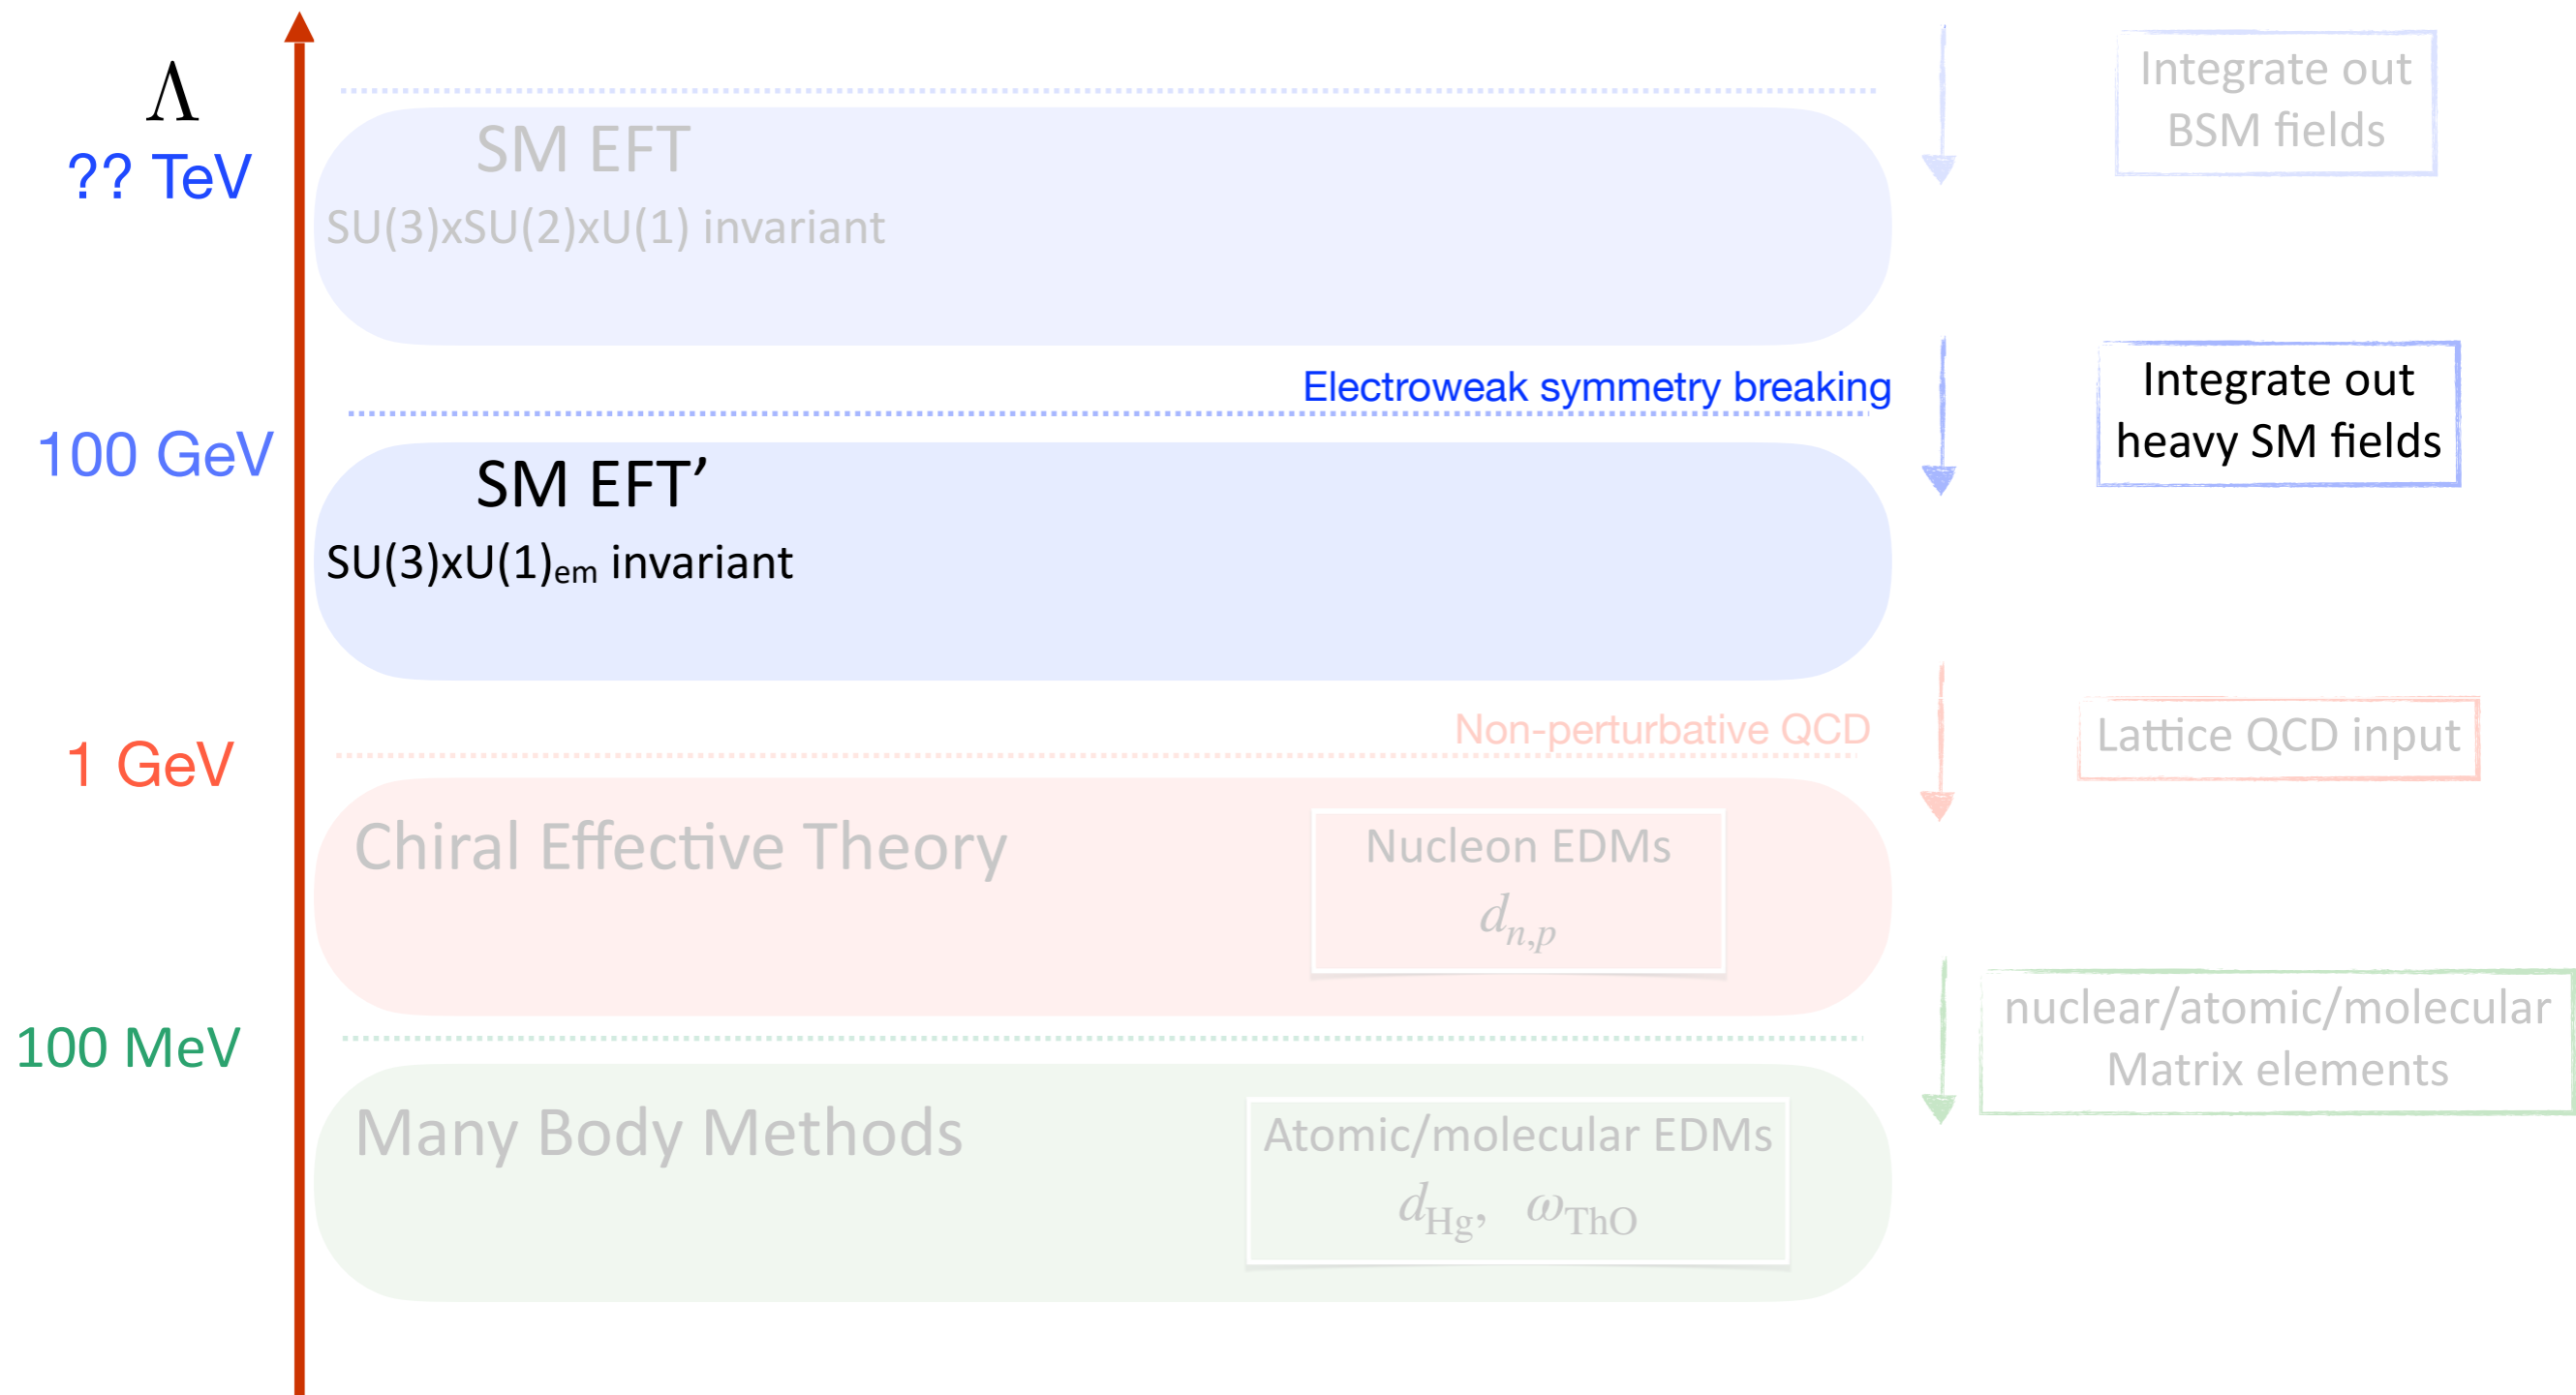 Λ
?? TeV
SM EFT
SU(3)xSU(2)xU(1) invariant
Integrate out
BSM fields
Electroweak symmetry breaking
100 GeV
SM EFT’
SU(3)xU(1)em invariant
Integrate out
heavy SM fields
Non-perturbative QCD
1 GeV
Lattice QCD input
Chiral Effective Theory
Nucleon EDMs
dn,p
100 MeV
nuclear/atomic/molecular
Matrix elements
Many Body Methods
Atomic/molecular EDMs
dHg, ωThO